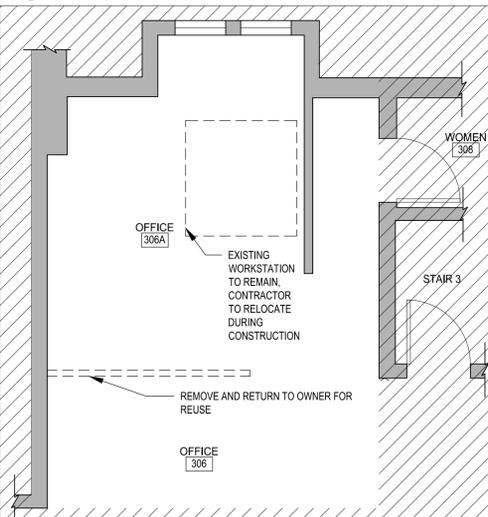 WOMEN
308
OFFICE
306A
EXISTING
WORKSTATION
TO REMAIN,
CONTRACTOR
TO RELOCATE
DURING
CONSTRUCTION
STAIR 3
REMOVE AND RETURN TO OWNER FOR
REUSE
OFFICE
306